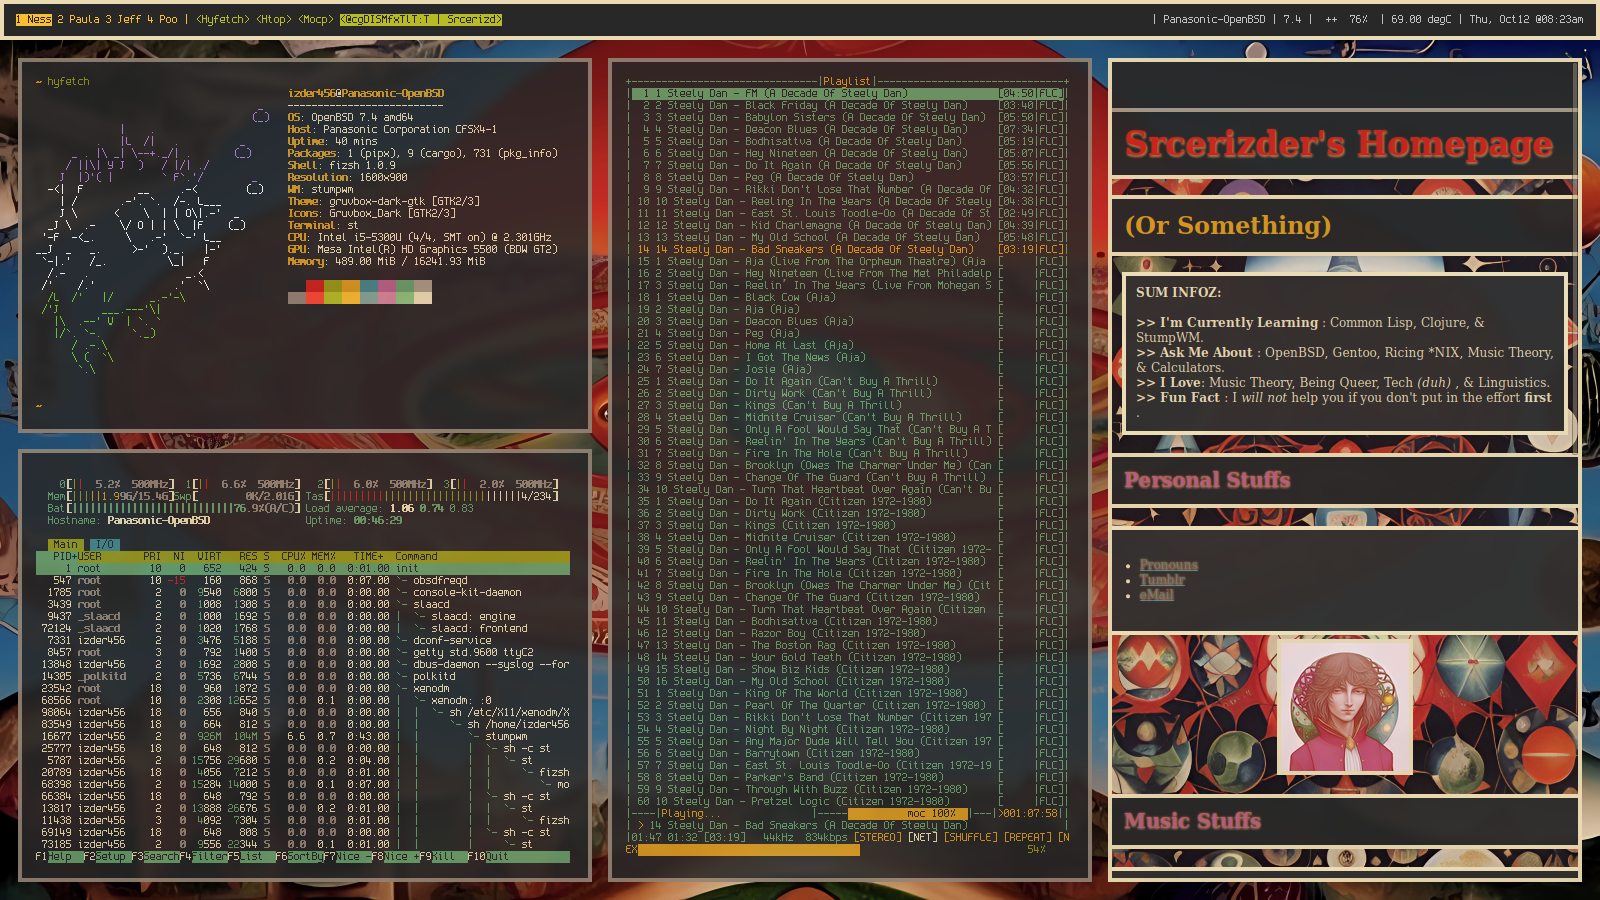 1 Ness 2 Paula 3 Jeff 4 Poo | <Hyfetch> <Htop> <Mocp> <@cgDISMfxTlT:T | Srcerizd>
| Panasonic-OpenBSD | 7.4 | ++ 76% | 69.00 degC | Thu, Oct12 @08:23am
~ hyfetch
izder456@Panasonic-OpenBSD
--------------------------
OS: OpenBSD 7.4 amd64
Host: Panasonic Corporation CFSX4-1
Uptime: 40 mins
Packages: 1 (pipx), 9 (cargo), 731 (pkg_info)
Shell: fizsh 1.0.9
Resolution: 1600x900
WM: stumpwm
Theme: gruvbox-dark-gtk [GTK2/3]
Icons: Gruvbox_Dark [GTK2/3]
Terminal: st
CPU: Intel i5-5300U (4/4, SMT on) @ 2.301GHz
GPU: Mesa Intel(R) HD Graphics 5500 (BDW GT2)
Memory: 489.00 MiB / 16241.93 MiB
~
0[|| 5.2% 500MHz] 1[|| 6.6% 500MHz] 2[|| 6.0% 500MHz] 3[|| 2.0% 500MHz]
Mem[|||||1.99G/15.4G] Swp[ 0K/2.01G] Tas[||||||||||4/234]
Bat[||||||||||76.9%(A/C)] Load average: 1.06 0.74 0.83
Hostname: Panasonic-OpenBSD Uptime: 00:46:29
Main I/O
PID+USER PRI NI VIRT RES S CPU% MEM% TIME+ Command
1 root 10 0 652 424 S 0.0 0.0 0:01.00 init
547 root 10 -15 160 868 S 0.0 0.0 0:07.00 `- obsdfreqd
1785 root 2 0 9540 6800 S 0.0 0.0 0:00.00 `- console-kit-daemon
3439 root 2 0 1008 1308 S 0.0 0.0 0:00.00 `- slaacd
9437 _slaacd 2 0 1000 1692 S 0.0 0.0 0:00.00 | `- slaacd: engine
72124 _slaacd 2 0 1020 1768 S 0.0 0.0 0:00.00 | `- slaacd: frontend
7331 izder456 2 0 3476 5188 S 0.0 0.0 0:00.00 `- dconf-service
8457 root 3 0 792 1400 S 0.0 0.0 0:00.00 `- getty std.9600 ttyC2
13848 izder456 2 0 1692 2808 S 0.0 0.0 0:00.00 `- dbus-daemon --syslog --for
14305 _polkitd 2 0 5736 6744 S 0.0 0.0 0:00.00 `- polkitd
23542 root 18 0 960 1872 S 0.0 0.0 0:00.00 `- xenodm
68566 root 10 0 2308 12652 S 0.0 0.1 0:00.00 | `- xenodm: :0
98064 izder456 18 0 656 840 S 0.0 0.0 0:00.00 | | `- sh /etc/X11/xenodm/X
83549 izder456 18 0 664 812 S 0.0 0.0 0:00.00 | | `- sh /home/izder456
16677 izder456 2 0 926M 104M S 6.6 0.7 0:43.00 | | `- stumpwm
25777 izder456 18 0 648 812 S 0.0 0.0 0:00.00 | | | `- sh -c st
5787 izder456 2 0 15756 29680 S 0.0 0.2 0:04.00 | | | | `- st
20789 izder456 18 0 4056 7212 S 0.0 0.0 0:01.00 | | | | `- fizsh
68398 izder456 2 0 15284 14000 S 0.0 0.1 0:07.00 | | | | `- mo
66384 izder456 18 0 648 792 S 0.0 0.0 0:00.00 | | | `- sh -c st
13817 izder456 2 0 13888 26676 S 0.0 0.2 0:01.00 | | | | `- st
11438 izder456 3 0 4092 7304 S 0.0 0.0 0:01.00 | | | | `- fizsh
69149 izder456 18 0 648 808 S 0.0 0.0 0:00.00 | | | `- sh -c st
73185 izder456 2 0 9556 22344 S 0.0 0.1 0:01.00 | | | `- st
F1Help F2Setup F3SearchF4FilterF5List F6SortByF7Nice -F8Nice +F9Kill F10Quit
Playlist
1 1 Steely Dan - FM (A Decade Of Steely Dan) [04:50|FLC]
2 2 Steely Dan - Black Friday (A Decade Of Steely Dan) [03:40|FLC]
3 3 Steely Dan - Babylon Sisters (A Decade Of Steely Dan) [05:50|FLC]
4 4 Steely Dan - Deacon Blues (A Decade Of Steely Dan) [07:34|FLC]
5 5 Steely Dan - Bodhisattva (A Decade Of Steely Dan) [05:19|FLC]
6 6 Steely Dan - Hey Nineteen (A Decade Of Steely Dan) [05:07|FLC]
7 7 Steely Dan - Do It Again (A Decade Of Steely Dan) [05:56|FLC]
8 8 Steely Dan - Peg (A Decade Of Steely Dan) [03:57|FLC]
9 9 Steely Dan - Rikki Don't Lose That Number (A Decade Of [04:32|FLC]
10 10 Steely Dan - Reeling In The Years (A Decade Of Steely [04:38|FLC]
11 11 Steely Dan - East St. Louis Toodle-Oo (A Decade Of St [02:49|FLC]
12 12 Steely Dan - Kid Charlemagne (A Decade Of Steely Dan) [04:39|FLC]
13 13 Steely Dan - My Old School (A Decade Of Steely Dan) [05:48|FLC]
14 14 Steely Dan - Bad Sneakers (A Decade Of Steely Dan) [03:19|FLC]
15 1 Steely Dan - Aja (Live From The Orpheum Theatre) (Aja [ |FLC]
16 2 Steely Dan - Hey Nineteen (Live From The Met Philadelp [ |FLC]
17 3 Steely Dan - Reelin' In The Years (Live From Mohegan S [ |FLC]
18 1 Steely Dan - Black Cow (Aja) [ |FLC]
19 2 Steely Dan - Aja (Aja) [ |FLC]
20 3 Steely Dan - Deacon Blues (Aja) [ |FLC]
21 4 Steely Dan - Peg (Aja) [ |FLC]
22 5 Steely Dan - Home At Last (Aja) [ |FLC]
23 6 Steely Dan - I Got The News (Aja) [ |FLC]
24 7 Steely Dan - Josie (Aja) [ |FLC]
25 1 Steely Dan - Do It Again (Can't Buy A Thrill) [ |FLC]
26 2 Steely Dan - Dirty Work (Can't Buy A Thrill) [ |FLC]
27 3 Steely Dan - Kings (Can't Buy A Thrill) [ |FLC]
28 4 Steely Dan - Midnite Cruiser (Can't Buy A Thrill) [ |FLC]
29 5 Steely Dan - Only A Fool Would Say That (Can't Buy A T [ |FLC]
30 6 Steely Dan - Reelin' In The Years (Can't Buy A Thrill) [ |FLC]
31 7 Steely Dan - Fire In The Hole (Can't Buy A Thrill) [ |FLC]
32 8 Steely Dan - Brooklyn (Owes The Charmer Under Me) (Can [ |FLC]
33 9 Steely Dan - Change Of The Guard (Can't Buy A Thrill) [ |FLC]
34 10 Steely Dan - Turn That Heartbeat Over Again (Can't Bu [ |FLC]
35 1 Steely Dan - Do It Again (Citizen 1972-1980) [ |FLC]
36 2 Steely Dan - Dirty Work (Citizen 1972-1980) [ |FLC]
37 3 Steely Dan - Kings (Citizen 1972-1980) [ |FLC]
38 4 Steely Dan - Midnite Cruiser (Citizen 1972-1980) [ |FLC]
39 5 Steely Dan - Only A Fool Would Say That (Citizen 1972- [ |FLC]
40 6 Steely Dan - Reelin' In The Years (Citizen 1972-1980) [ |FLC]
41 7 Steely Dan - Fire In The Hole (Citizen 1972-1980) [ |FLC]
42 8 Steely Dan - Brooklyn (Owes The Charmer Under Me) (Cit [ |FLC]
43 9 Steely Dan - Change Of The Guard (Citizen 1972-1980) [ |FLC]
44 10 Steely Dan - Turn That Heartbeat Over Again (Citizen [ |FLC]
45 11 Steely Dan - Bodhisattva (Citizen 1972-1980) [ |FLC]
46 12 Steely Dan - Razor Boy (Citizen 1972-1980) [ |FLC]
47 13 Steely Dan - The Boston Rag (Citizen 1972-1980) [ |FLC]
48 14 Steely Dan - Your Gold Teeth (Citizen 1972-1980) [ |FLC]
49 15 Steely Dan - Show Biz Kids (Citizen 1972-1980) [ |FLC]
50 16 Steely Dan - My Old School (Citizen 1972-1980) [ |FLC]
51 1 Steely Dan - King Of The World (Citizen 1972-1980) [ |FLC]
52 2 Steely Dan - Pearl Of The Quarter (Citizen 1972-1980) [ |FLC]
53 3 Steely Dan - Rikki Don't Lose That Number (Citizen 197 [ |FLC]
54 4 Steely Dan - Night By Night (Citizen 1972-1980) [ |FLC]
55 5 Steely Dan - Any Major Dude Will Tell You (Citizen 197 [ |FLC]
56 6 Steely Dan - Barrytown (Citizen 1972-1980) [ |FLC]
57 7 Steely Dan - East St. Louis Toodle-Oo (Citizen 1972-19 [ |FLC]
58 8 Steely Dan - Parker's Band (Citizen 1972-1980) [ |FLC]
59 9 Steely Dan - Through With Buzz (Citizen 1972-1980) [ |FLC]
60 10 Steely Dan - Pretzel Logic (Citizen 1972-1980) [ |FLC]
Playing... moc 100% >001:07:58
> 14 Steely Dan - Bad Sneakers (A Decade Of Steely Dan)
01:47 01:32 [03:19] 44kHz 834kbps [STEREO] [NET] [SHUFFLE] [REPEAT] [N
EX 54%
Srcerizder's Homepage
(Or Something)
SUM INFOZ:
>> I'm Currently Learning : Common Lisp, Clojure, &
StumpWM.
>> Ask Me About : OpenBSD, Gentoo, Ricing *NIX, Music Theory,
& Calculators.
>> I Love: Music Theory, Being Queer, Tech (duh) , & Linguistics.
>> Fun Fact : I will not help you if you don't put in the effort first
.
Personal Stuffs
Pronouns
Tumblr
eMail
Music Stuffs